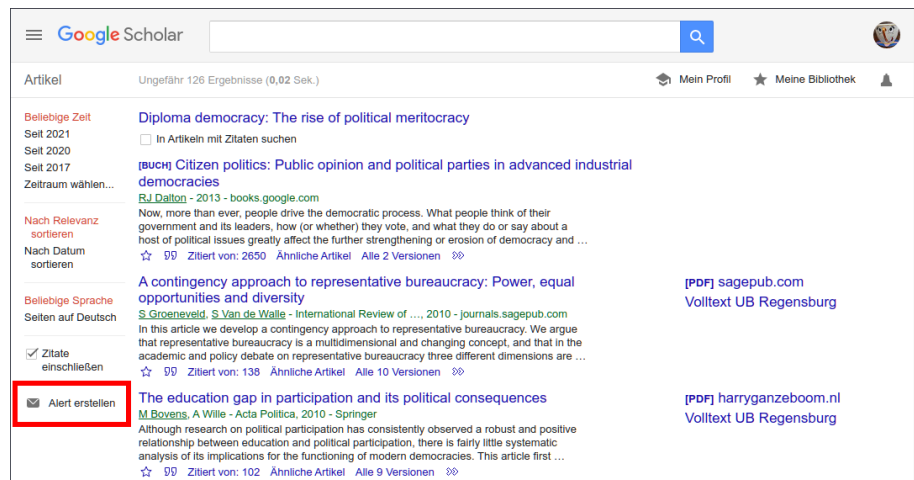 Google Scholar
Artikel
Ungefähr 126 Ergebnisse (0,02 Sek.)
Mein Profil
Meine Bibliothek
Beliebige Zeit
Seit 2021
Seit 2020
Seit 2017
Zeitraum wählen...
Nach Relevanz
sortieren
Nach Datum
sortieren
Beliebige Sprache
Seiten auf Deutsch
Zitate
einschließen
Alert erstellen
Diploma democracy: The rise of political meritocracy
In Artikeln mit Zitaten suchen
[BUCH] Citizen politics: Public opinion and political parties in advanced industrial
democracies
RJ Dalton - 2013 - books.google.com
Now, more than ever, people drive the democratic process. What people think of their
government and its leaders, how (or whether) they vote, and what they do or say about a
host of political issues greatly affect the further strengthening or erosion of democracy and …
Zitiert von: 2650 Ähnliche Artikel Alle 2 Versionen
A contingency approach to representative bureaucracy: Power, equal
opportunities and diversity
S Groeneveld, S Van de Walle - International Review of …, 2010 - journals.sagepub.com
In this article we develop a contingency approach to representative bureaucracy. We argue
that representative bureaucracy is a multidimensional and changing concept, and that in the
academic and policy debate on representative bureaucracy three different dimensions are …
Zitiert von: 138 Ähnliche Artikel Alle 10 Versionen
[PDF] sagepub.com
Volltext UB Regensburg
The education gap in participation and its political consequences
M Bovens, A Wille - Acta Politica, 2010 - Springer
Although research on political participation has consistently observed a robust and positive
relationship between education and political participation, there is fairly little systematic
analysis of its implications for the functioning of modern democracies. This article first …
Zitiert von: 102 Ähnliche Artikel Alle 9 Versionen
[PDF] harryganzeboom.nl
Volltext UB Regensburg